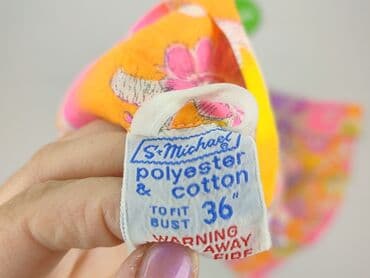 St Michael
polyester
& cotton
TO FIT 36"
BUST
WARNING
AWAY
FIRE